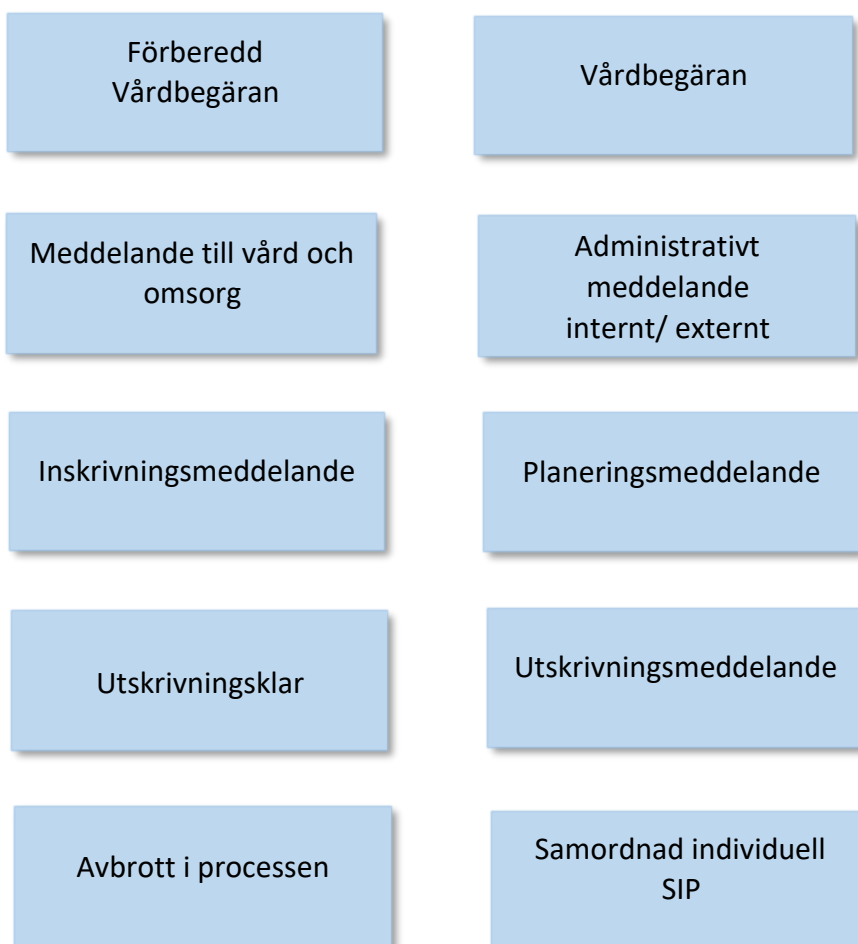 Förberedd
Vårdbegäran
Vårdbegäran
Meddelande till vård och
omsorg
Administrativt
meddelande
internt/ externt
Inskrivningsmeddelande
Planeringsmeddelande
Utskrivningsklar
Utskrivningsmeddelande
Avbrott i processen
Samordnad individuell
SIP